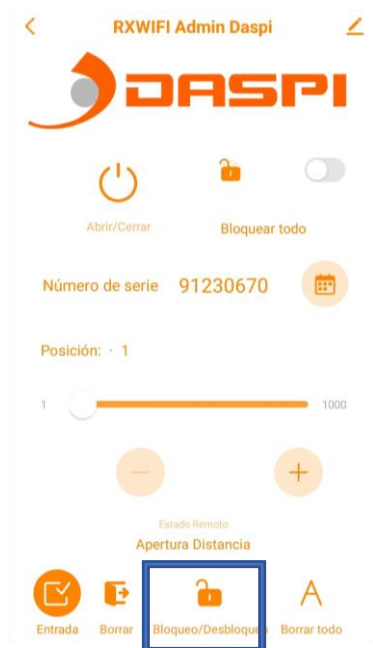 RXWIFI Admin Daspi
DASPI
Abrir/Cerrar
Bloquear todo
Número de serie 91230670
Posición: · 1
1 1000
Estado Remoto
Apertura Distancia
Entrada Borrar Bloqueo/Desbloqueo Borrar todo